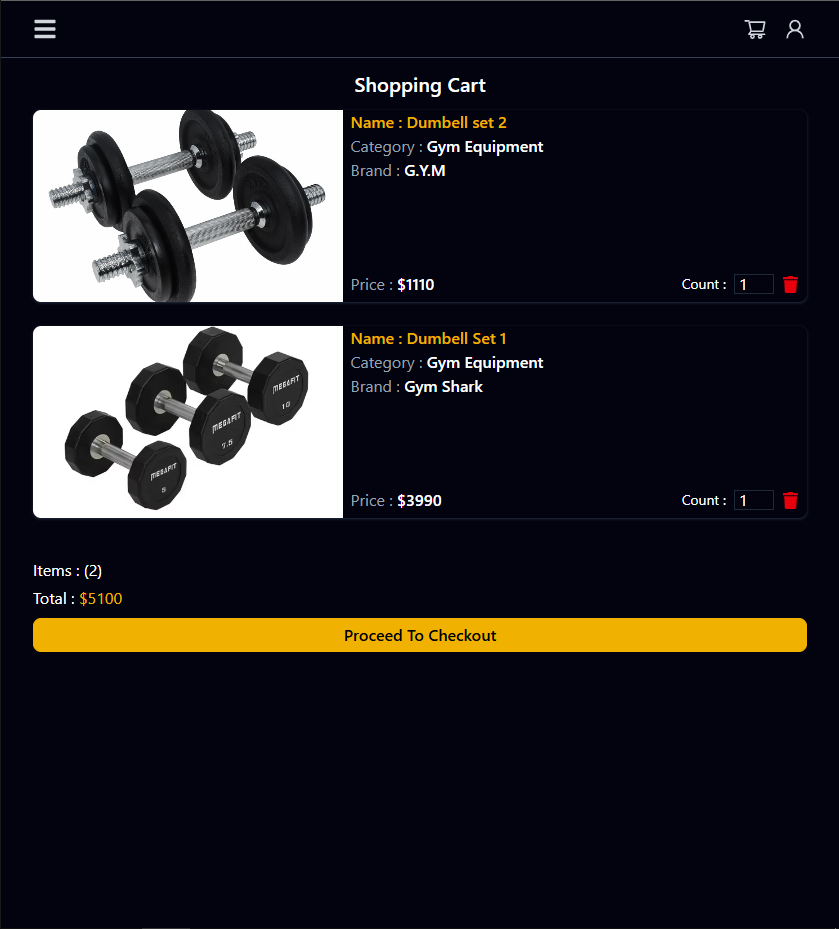 Shopping Cart
Name : Dumbell set 2
Category : Gym Equipment
Brand : G.Y.M
Price : $1110
Count : 1
Name : Dumbell Set 1
Category : Gym Equipment
Brand : Gym Shark
MEGAFIT
10
MEGAFIT
7.5
MEGAFIT
5
Price : $3990
Count : 1
Items : (2)
Total : $5100
Proceed To Checkout